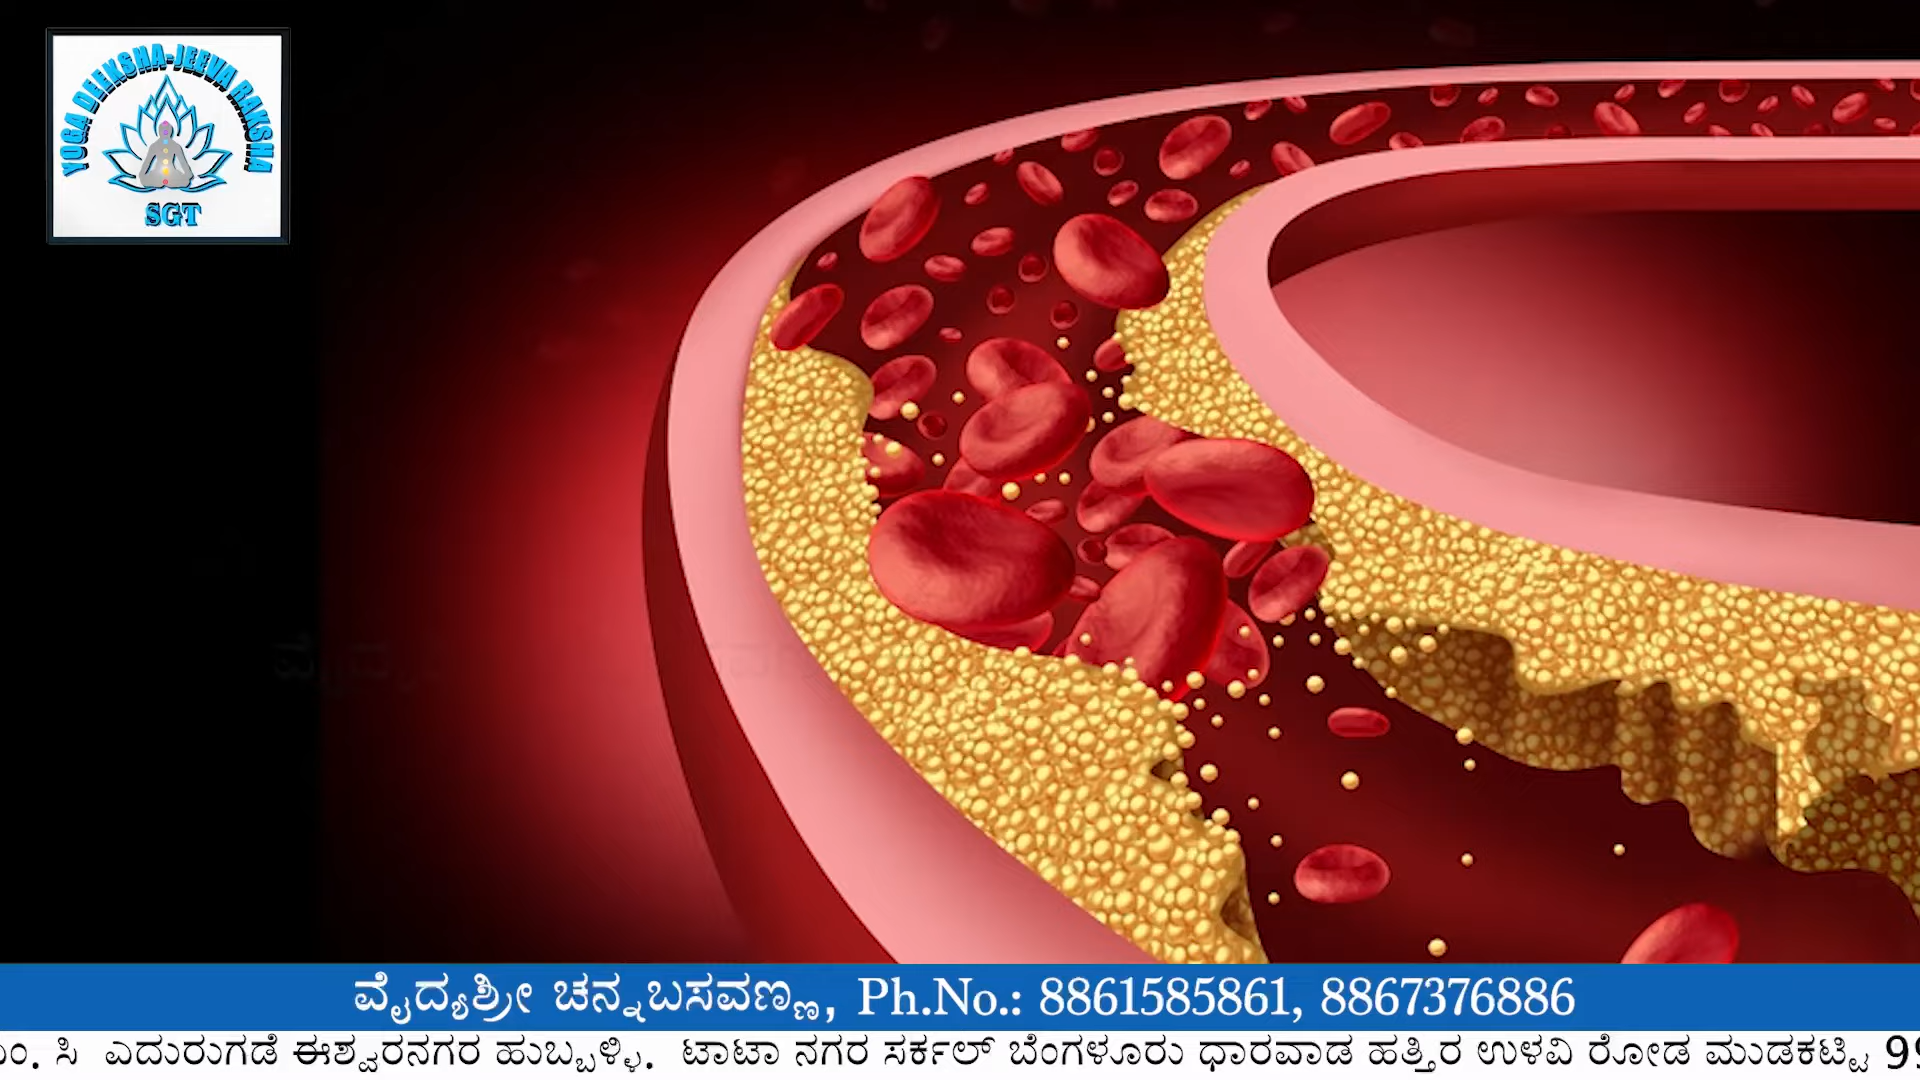 YOGA DEEKSHA-JEEVA RAKSHA
SGT
ವೈದ್ಯಶ್ರೀ ಚನ್ನಬಸವಣ್ಣ, Ph.No.: 8861585861, 8867376886
ಸಿ ಎದುರುಗಡೆ ಈಶ್ವರನಗರ ಹುಬ್ಬಳ್ಳಿ. ಟಾಟಾ ನಗರ ಸರ್ಕಲ್ ಬೆಂಗಳೂರು ಧಾರವಾಡ ಹತ್ತಿರ ಉಳವಿ ರೋಡ ಮುಡಕಟ್ಟಿ